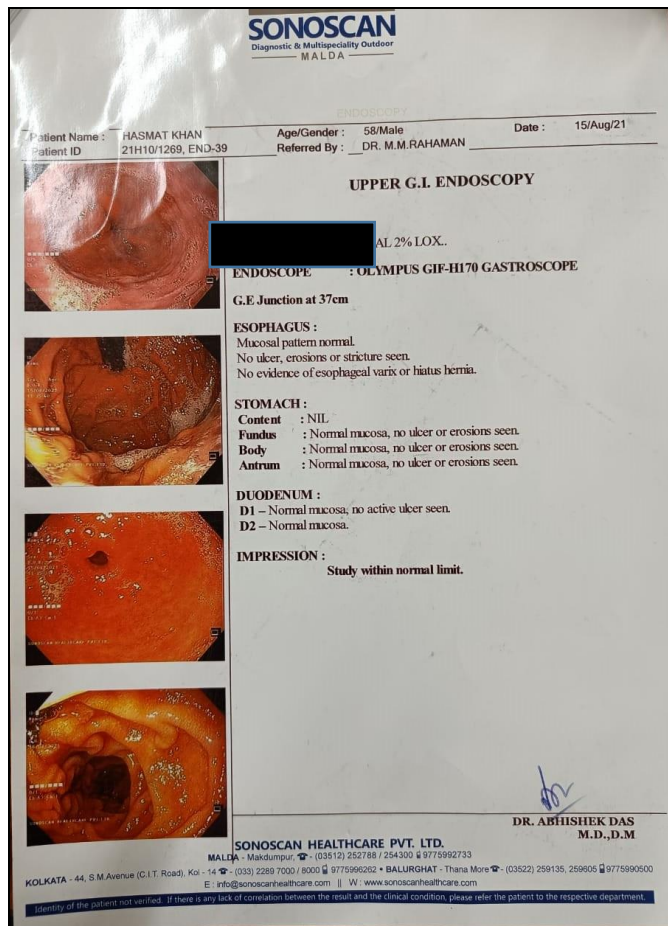 SONOSCAN
Diagnostic & Multispeciality Outdoor
MALDA
ENDOSCOPY
Patient Name : HASMAT KHAN Age/Gender : 58/Male Date : 15/Aug/21
Patient ID 21H10/1269, END-39 Referred By : DR. M.M.RAHAMAN
UPPER G.I. ENDOSCOPY
AL 2% LOX..
ENDOSCOPE : OLYMPUS GIF-H170 GASTROSCOPE
G.E Junction at 37cm
ESOPHAGUS :
Mucosal pattern normal.
No ulcer, erosions or stricture seen.
No evidence of esophageal varix or hiatus hernia.
STOMACH :
Content : NIL
Fundus : Normal mucosa, no ulcer or erosions seen.
Body : Normal mucosa, no ulcer or erosions seen.
Antrum : Normal mucosa, no ulcer or erosions seen.
DUODENUM :
D1 – Normal mucosa, no active ulcer seen.
D2 – Normal mucosa.
IMPRESSION :
Study within normal limit.
DR. ABHISHEK DAS
M.D.,D.M
SONOSCAN HEALTHCARE PVT. LTD.
MALDA - Makdumpur, ☎ - (03512) 252788 / 254300 9775992733
KOLKATA - 44, S.M.Avenue (C.I.T. Road), Kol - 14 ☎ - (033) 2289 7000 / 8000 9775996262 • BALURGHAT - Thana More ☎ - (03522) 259135, 259605 9775990500
E : info@sonoscanhealthcare.com || W : www.sonoscanhealthcare.com
Identity of the patient not verified. If there is any lack of correlation between the result and the clinical condition, please refer the patient to the respective department.